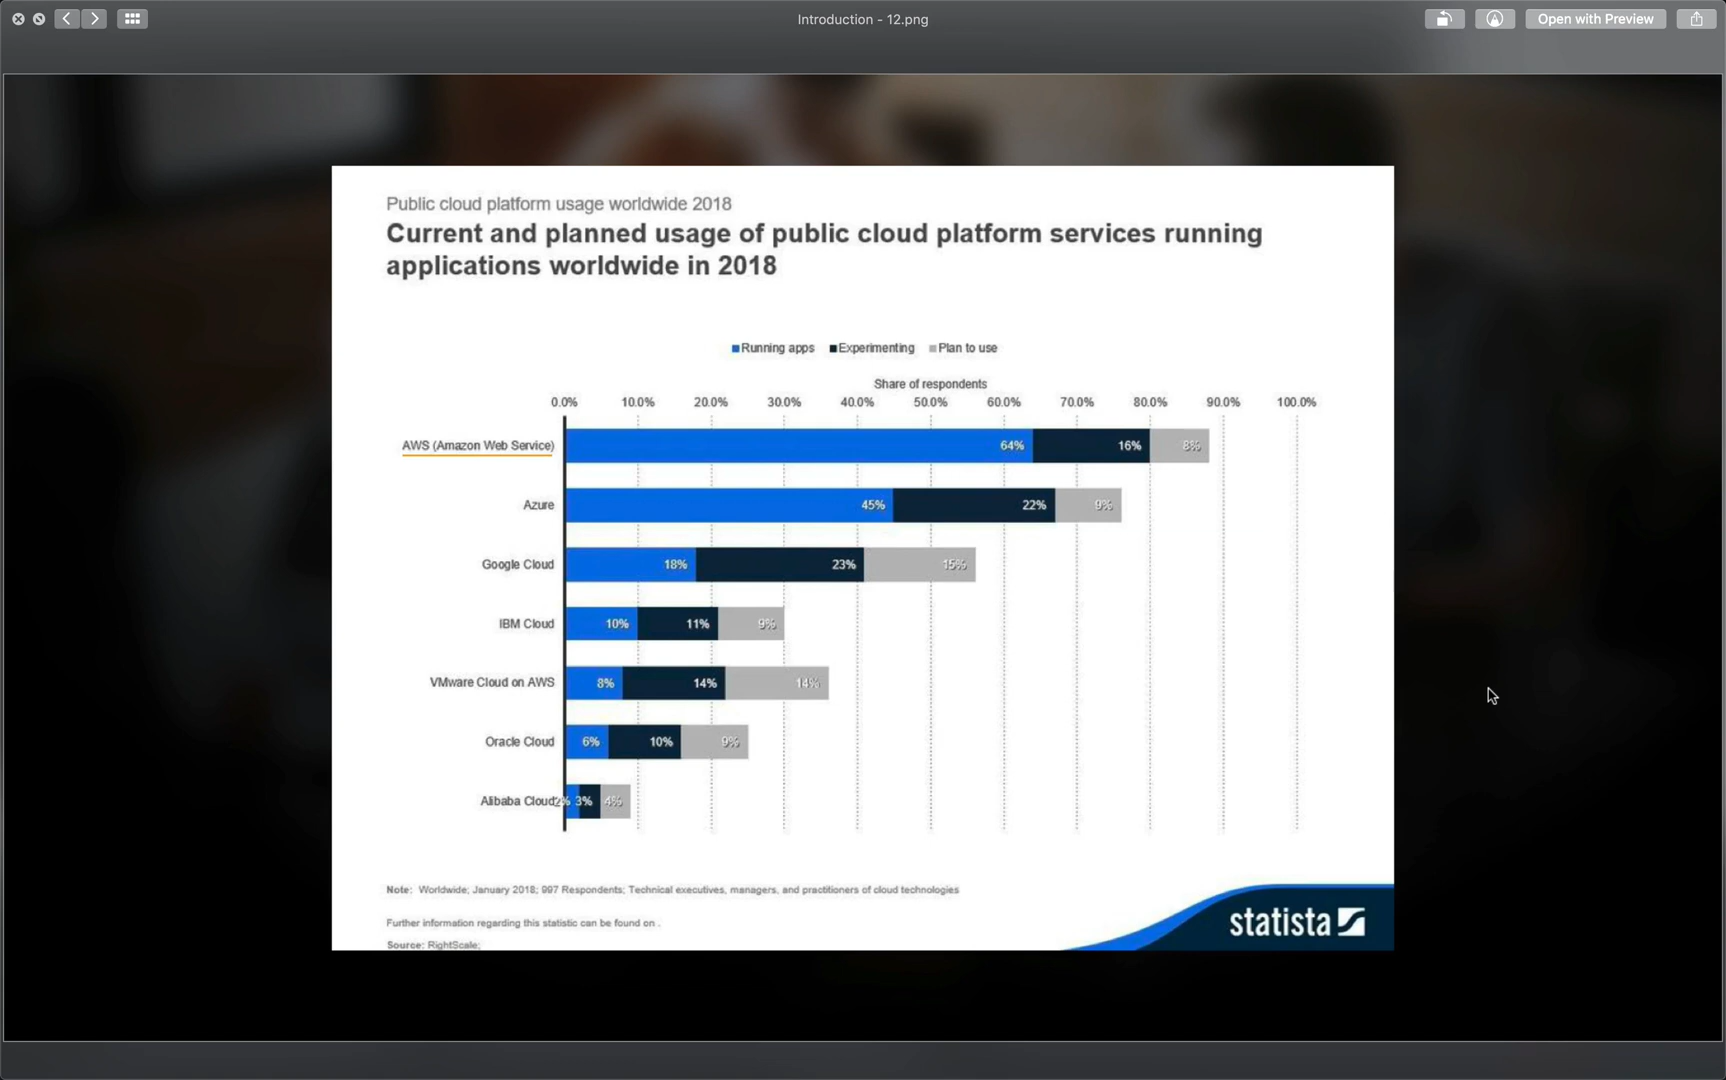 Introduction - 12.png
Open with Preview
Public cloud platform usage worldwide 2018
Current and planned usage of public cloud platform services running
applications worldwide in 2018
Running apps Experimenting Plan to use
Share of respondents
0.0% 10.0% 20.0% 30.0% 40.0% 50.0% 60.0% 70.0% 80.0% 90.0% 100.0%
AWS (Amazon Web Service) 64% 16% 8%
Azure 45% 22% 9%
Google Cloud 18% 23% 15%
IBM Cloud 10% 11% 9%
VMware Cloud on AWS 8% 14% 14%
Oracle Cloud 6% 10% 9%
Alibaba Cloud 2% 3% 4%
Note: Worldwide; January 2018; 997 Respondents; Technical executives, managers, and practitioners of cloud technologies
Further information regarding this statistic can be found on .
Source: RightScale;
statista